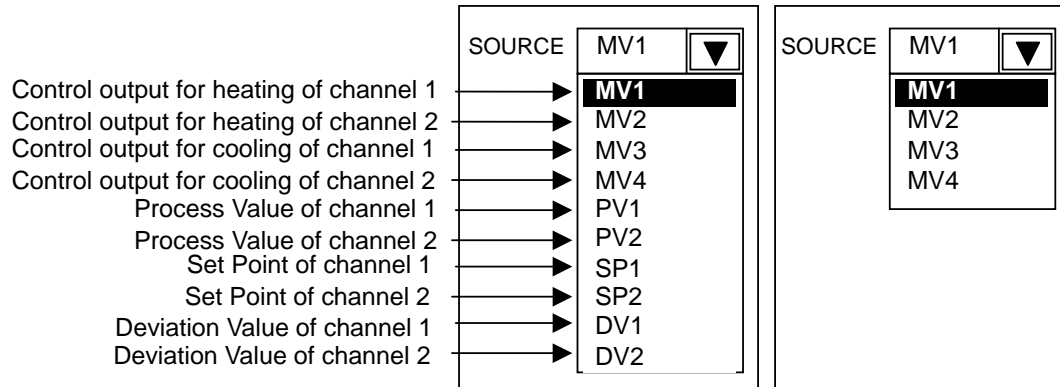 SOURCE MV1 SOURCE MV1
Control output for heating of channel 1 MV1 MV1
Control output for heating of channel 2 MV2 MV2
Control output for cooling of channel 1 MV3 MV3
Control output for cooling of channel 2 MV4 MV4
Process Value of channel 1 PV1
Process Value of channel 2 PV2
Set Point of channel 1 SP1
Set Point of channel 2 SP2
Deviation Value of channel 1 DV1
Deviation Value of channel 2 DV2